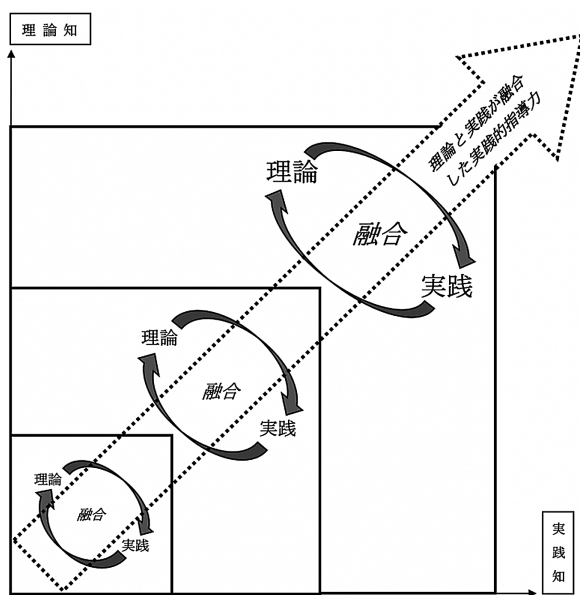 理論知
理論と実践が融合
した実践的指導力
理論
融合
実践
理論
融合
実践
理論
融合
実践
実践知